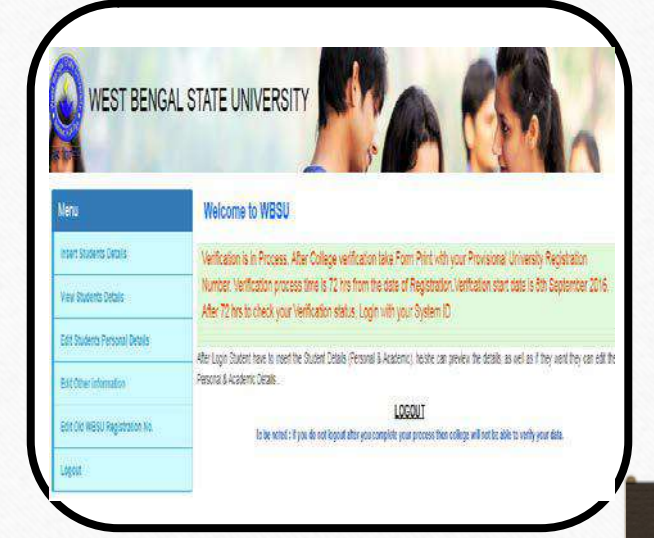 WEST BENGAL STATE UNIVERSITY
Menu
Insert Students Details
View Students Details
Edit Students Personal Details
Edit Other Information
Edit Old WBSU Registration No.
Logout
Welcome to WBSU
Verification is in Process, After College verification take Form Print with your Provisional University Registration
Number. Verification process time is 72 hrs from the date of Registration.Verification start date is 8th September 2016.
After 72 hrs to check your Verification status, Login with your System ID
After Login Student have to insert the Student Details (Personal & Academic), he/she can preview the details, as well as if they want they can edit the
Personal & Academic Details..
LOGOUT
To be noted : If you do not logout after you complete your process then college will not be able to verify your data.